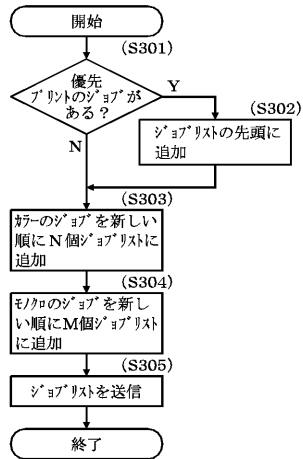 開始
(S301)
優先
ﾌﾟﾘﾝﾄのｼﾞｮﾌﾞが
ある？
Y
(S302)
ｼﾞｮﾌﾞﾘｽﾄの先頭に
追加
N
(S303)
ｶﾗｰのｼﾞｮﾌﾞを新しい
順にN個ｼﾞｮﾌﾞﾘｽﾄに
追加
(S304)
ﾓﾉｸﾛのｼﾞｮﾌﾞを新し
い順にM個ｼﾞｮﾌﾞﾘｽﾄ
に追加
(S305)
ｼﾞｮﾌﾞﾘｽﾄを送信
終了